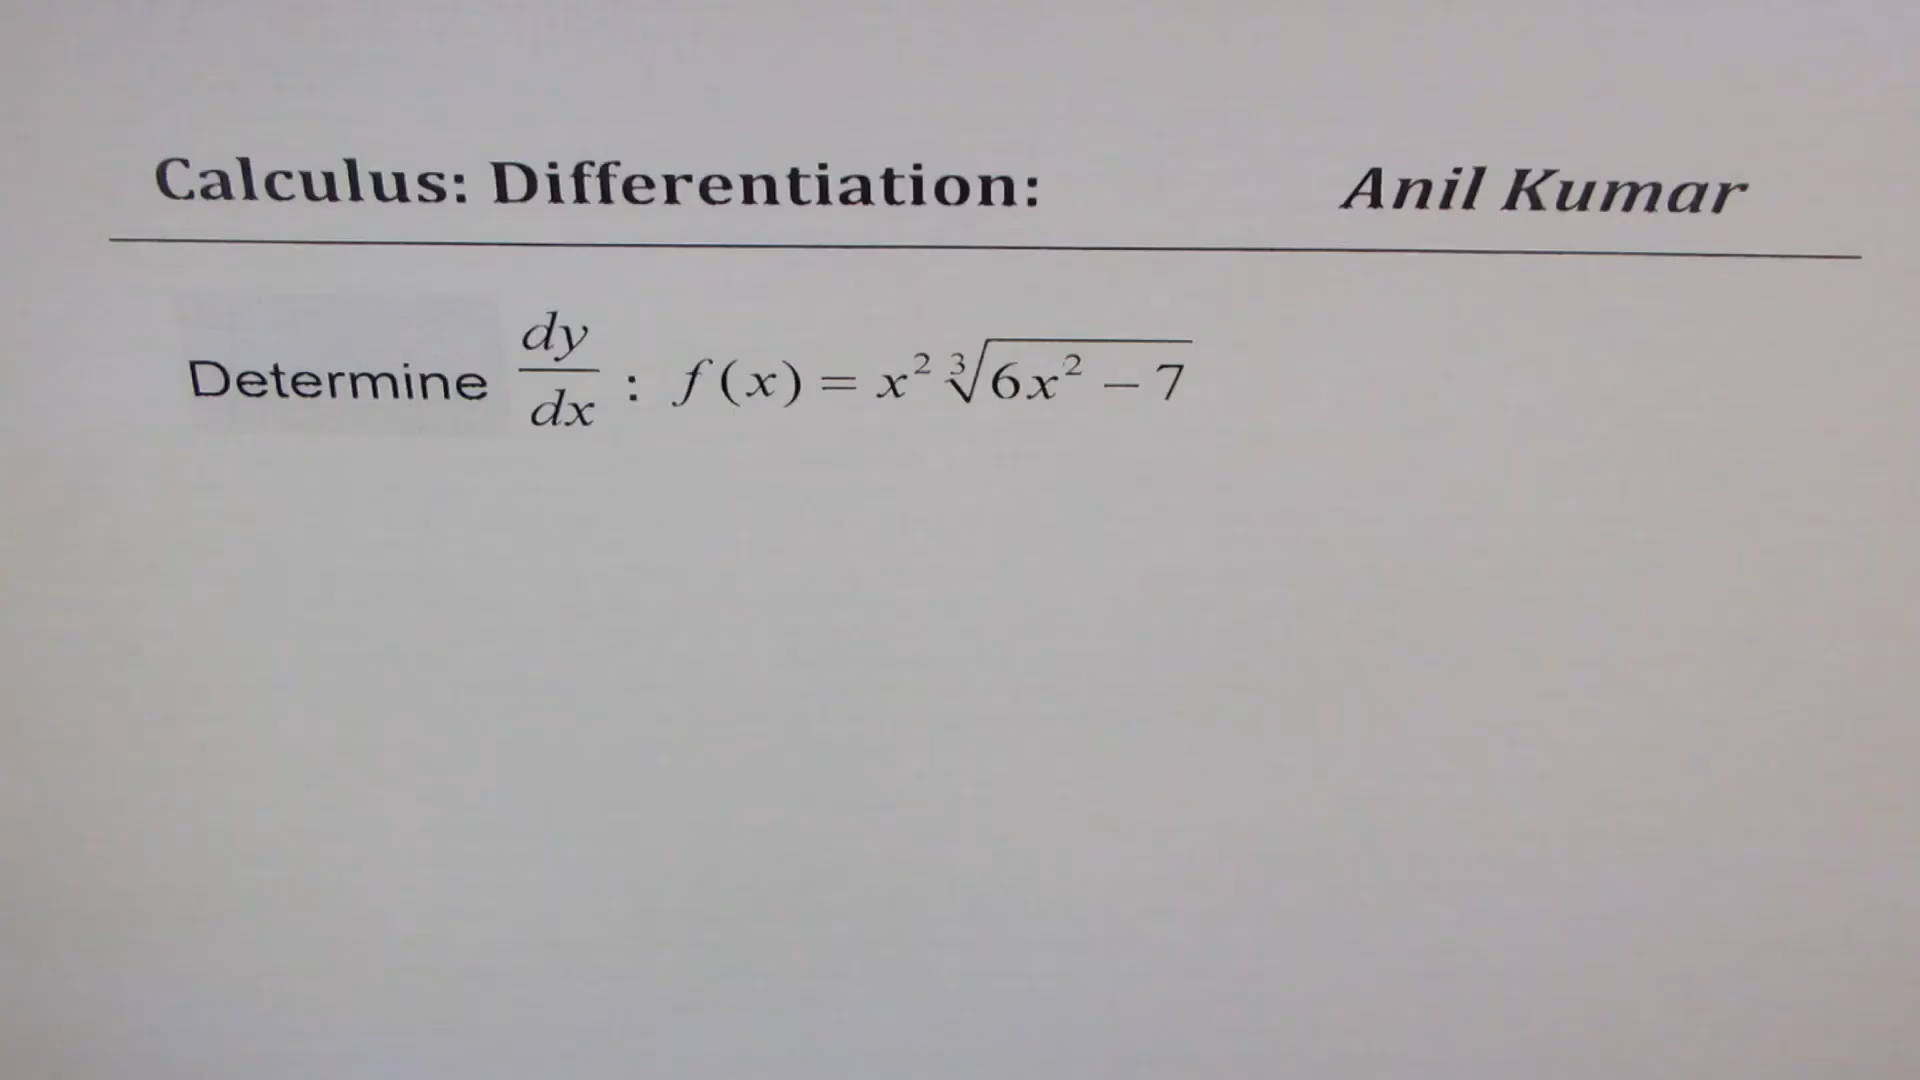 Calculus: Differentiation: Anil Kumar
Determine dy/dx : f(x) = x² ∛(6x² − 7)